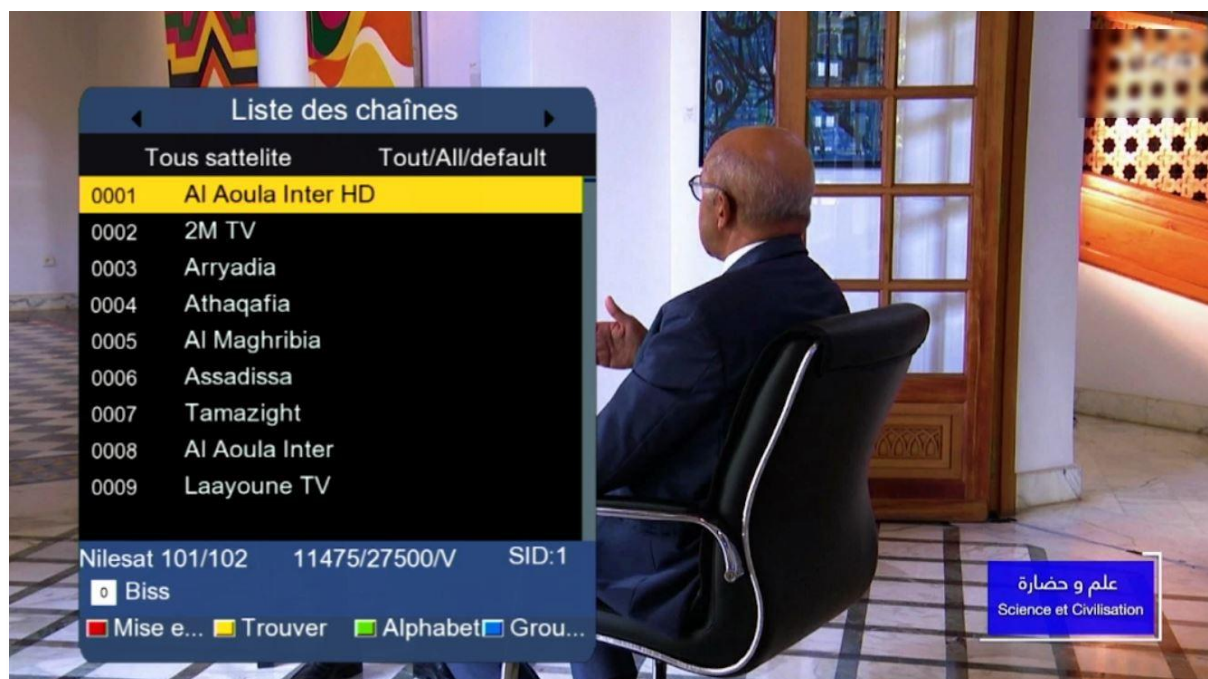 Liste des chaînes
Tous sattelite Tout/All/default
0001 Al Aoula Inter HD
0002 2M TV
0003 Arryadia
0004 Athaqafia
0005 Al Maghribia
0006 Assadissa
0007 Tamazight
0008 Al Aoula Inter
0009 Laayoune TV
Nilesat 101/102 11475/27500/V SID:1
0 Biss
Mise e... Trouver Alphabet Grou...
علم و حضارة
Science et Civilisation